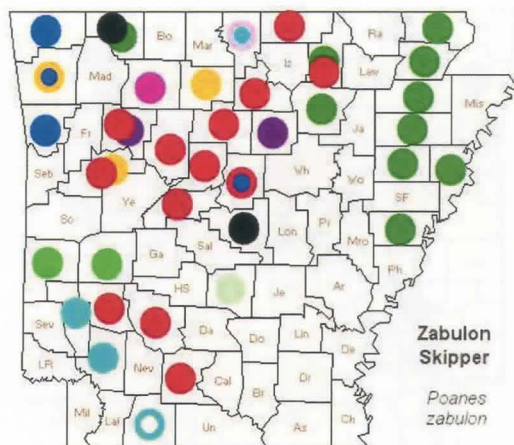 Bo
Mar
Ra
Iz
Law
Mad
Mis
Fr
Ja
Seb
Wh
Wo
SF
Ye
So
Lon
Pr
Mro
Sal
Ga
Ph
HS
Je
Ar
Sev
Da
Do
Lin
De
LR
Nev
Cal
Dr
Br
Mil
Laf
Un
As
Ch
Zabulon
Skipper
Poanes
zabulon